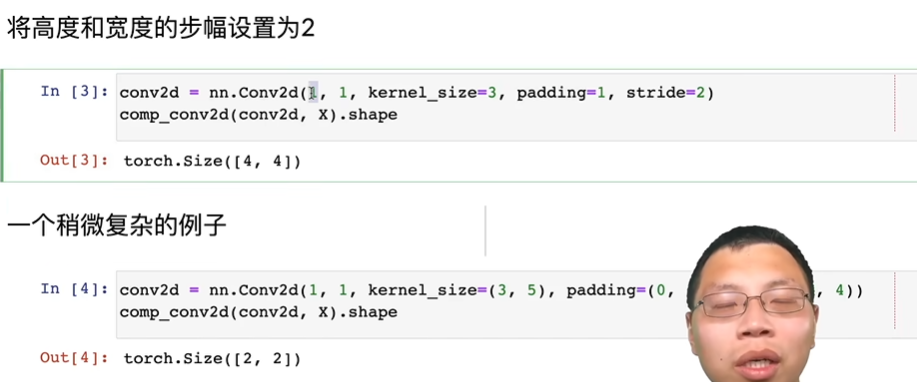 将高度和宽度的步幅设置为2
In [3]: conv2d = nn.Conv2d(1, 1, kernel_size=3, padding=1, stride=2)
comp_conv2d(conv2d, X).shape
Out[3]: torch.Size([4, 4])
一个稍微复杂的例子
In [4]: conv2d = nn.Conv2d(1, 1, kernel_size=(3, 5), padding=(0, , 4))
comp_conv2d(conv2d, X).shape
Out[4]: torch.Size([2, 2])